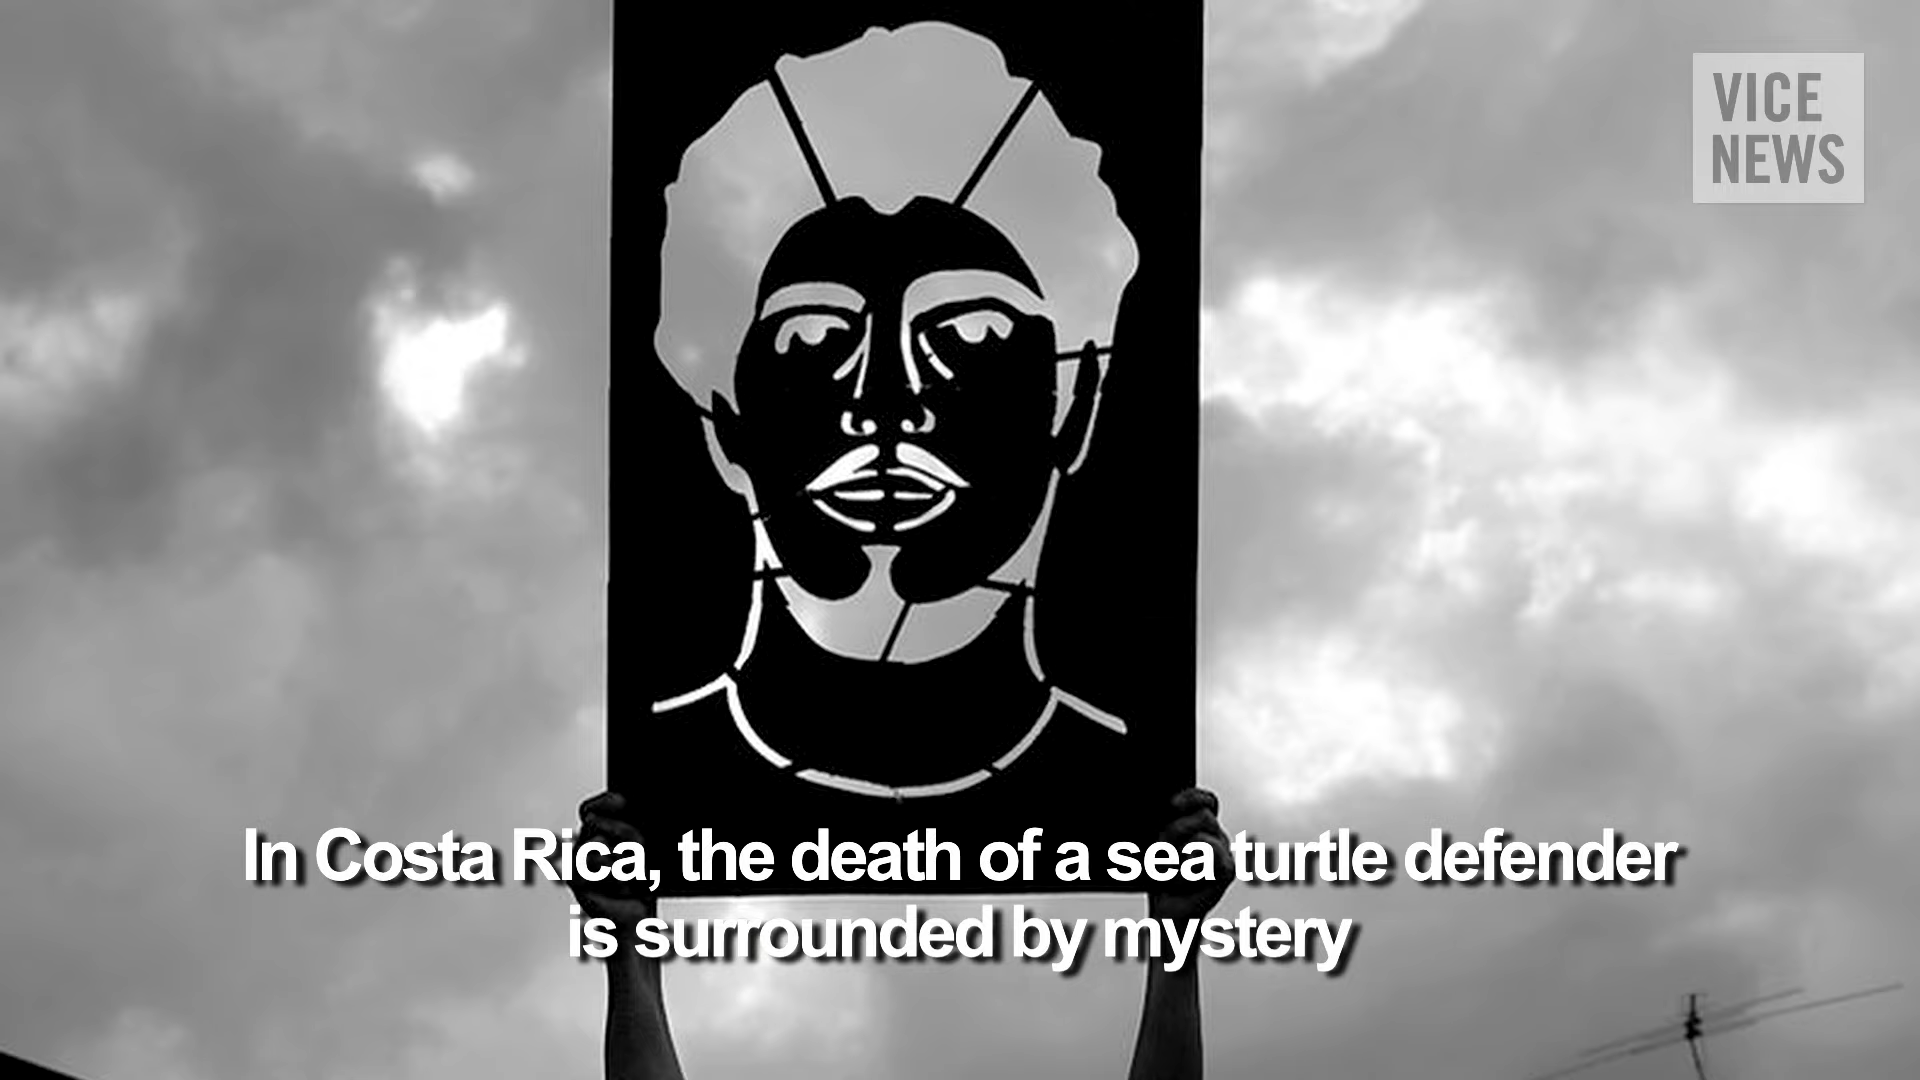 VICE
NEWS
In Costa Rica, the death of a sea turtle defender
is surrounded by mystery